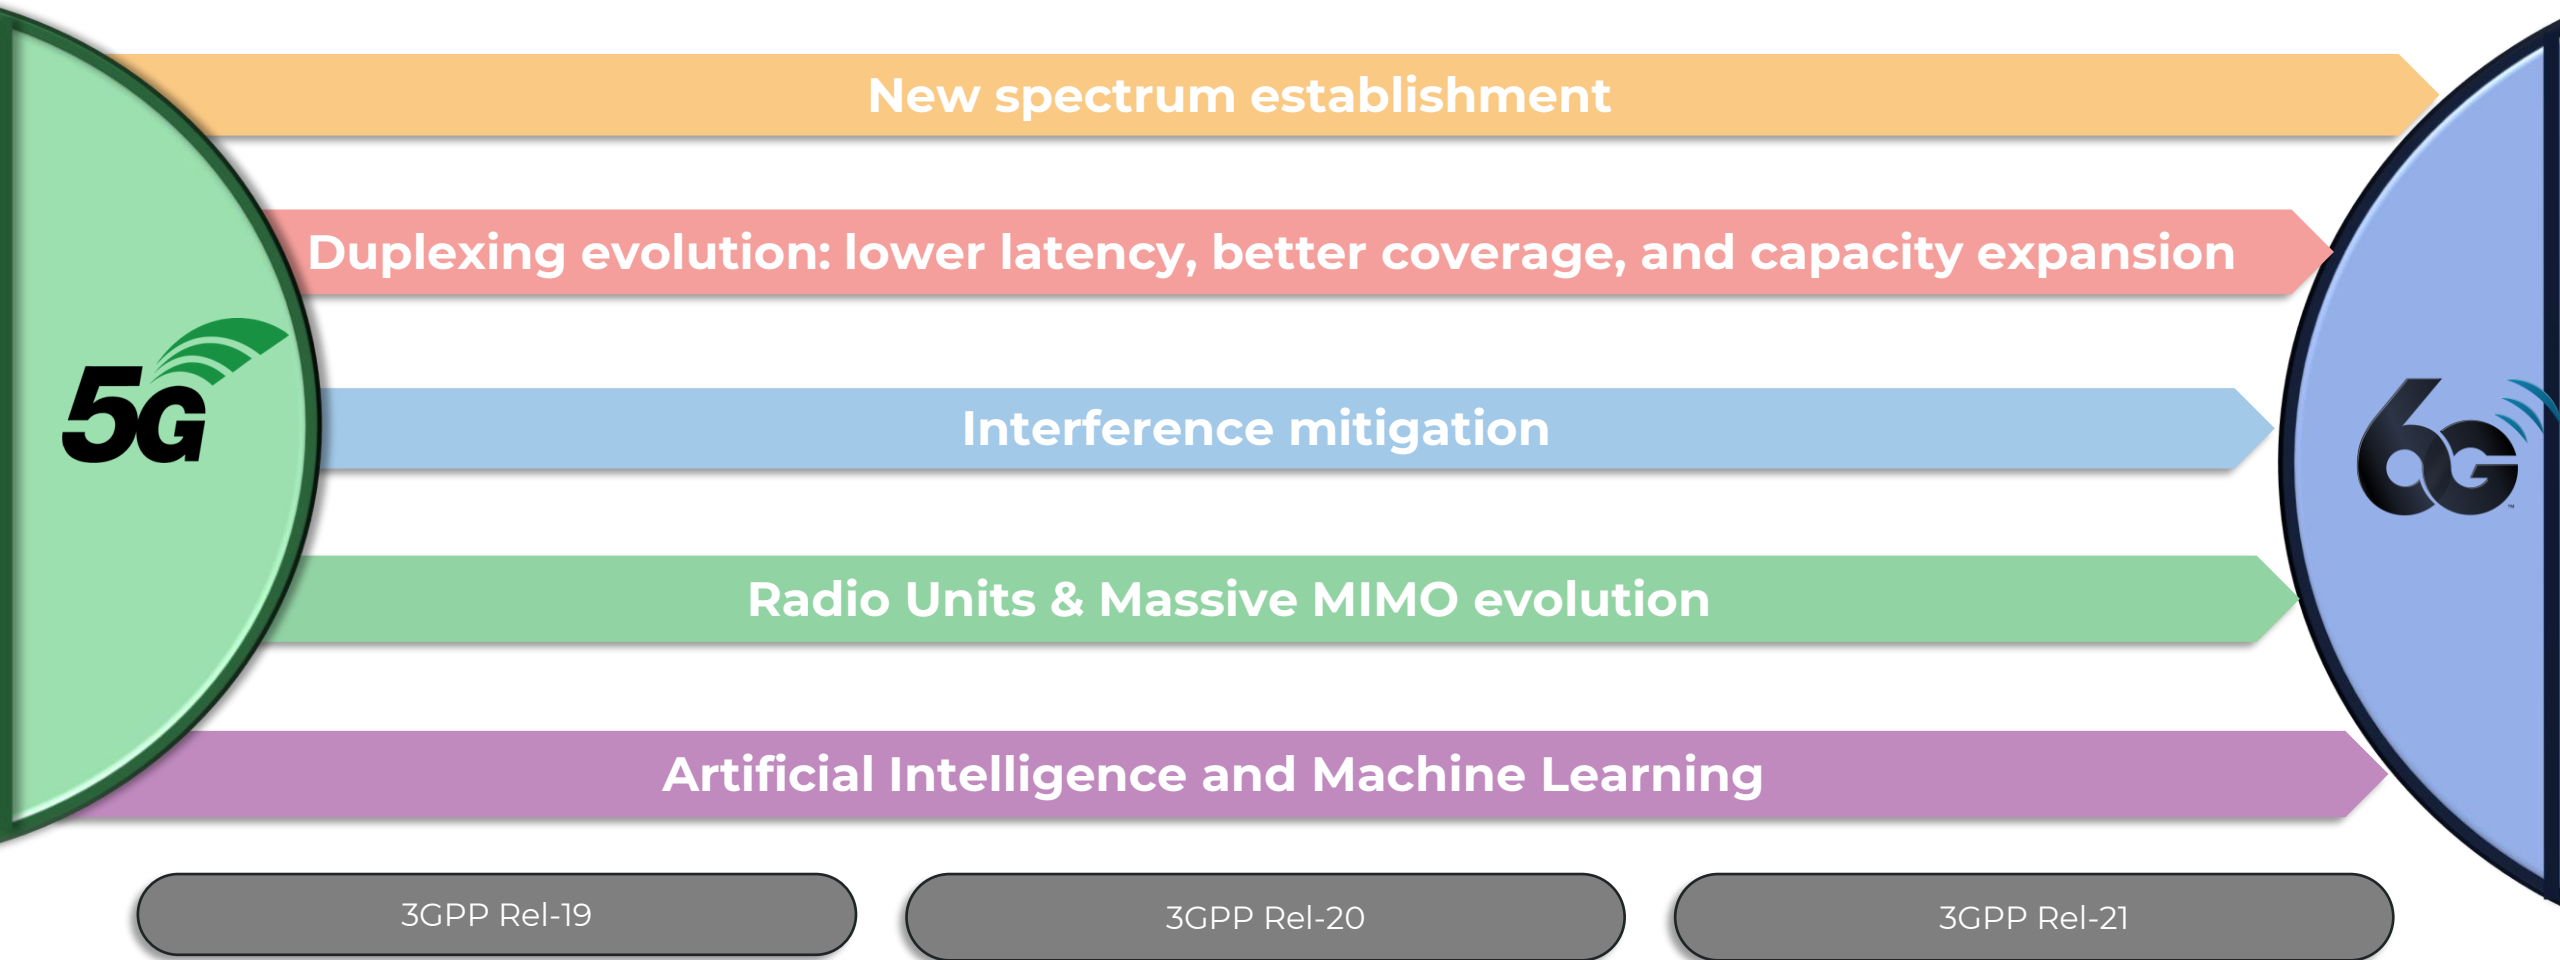 New spectrum establishment
Duplexing evolution: lower latency, better coverage, and capacity expansion
5G
Interference mitigation
6G™
Radio Units & Massive MIMO evolution
Artificial Intelligence and Machine Learning
3GPP Rel-19
3GPP Rel-20
3GPP Rel-21